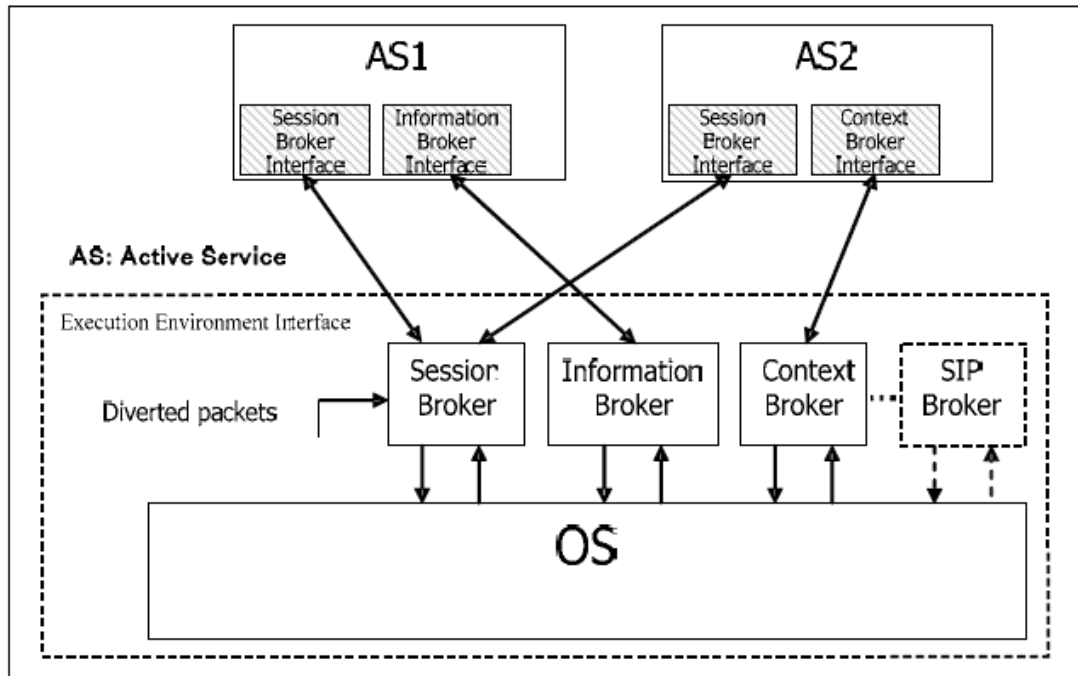 AS1
AS2
Session
Broker
Interface
Information
Broker
Interface
Session
Broker
Interface
Context
Broker
Interface
AS: Active Service
Execution Environment Interface
Session
Broker
Information
Broker
Context
Broker
SIP
Broker
Diverted packets
OS